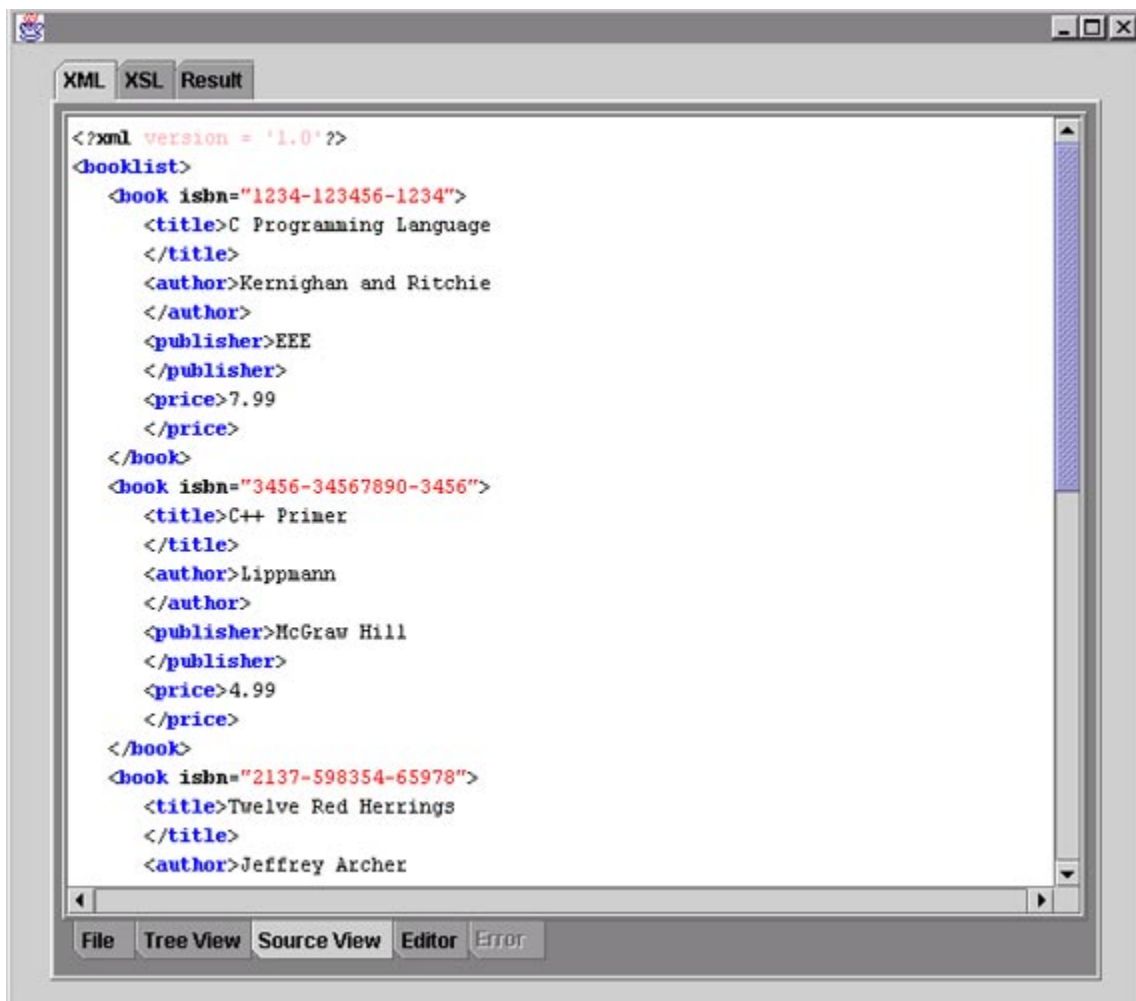 XML XSL Result
<?xml version = '1.0'?>
<booklist>
<book isbn="1234-123456-1234">
<title>C Programming Language
</title>
<author>Kernighan and Ritchie
</author>
<publisher>EEE
</publisher>
<price>7.99
</price>
</book>
<book isbn="3456-34567890-3456">
<title>C++ Primer
</title>
<author>Lippmann
</author>
<publisher>McGraw Hill
</publisher>
<price>4.99
</price>
</book>
<book isbn="2137-598354-65978">
<title>Twelve Red Herrings
</title>
<author>Jeffrey Archer
File Tree View Source View Editor Error